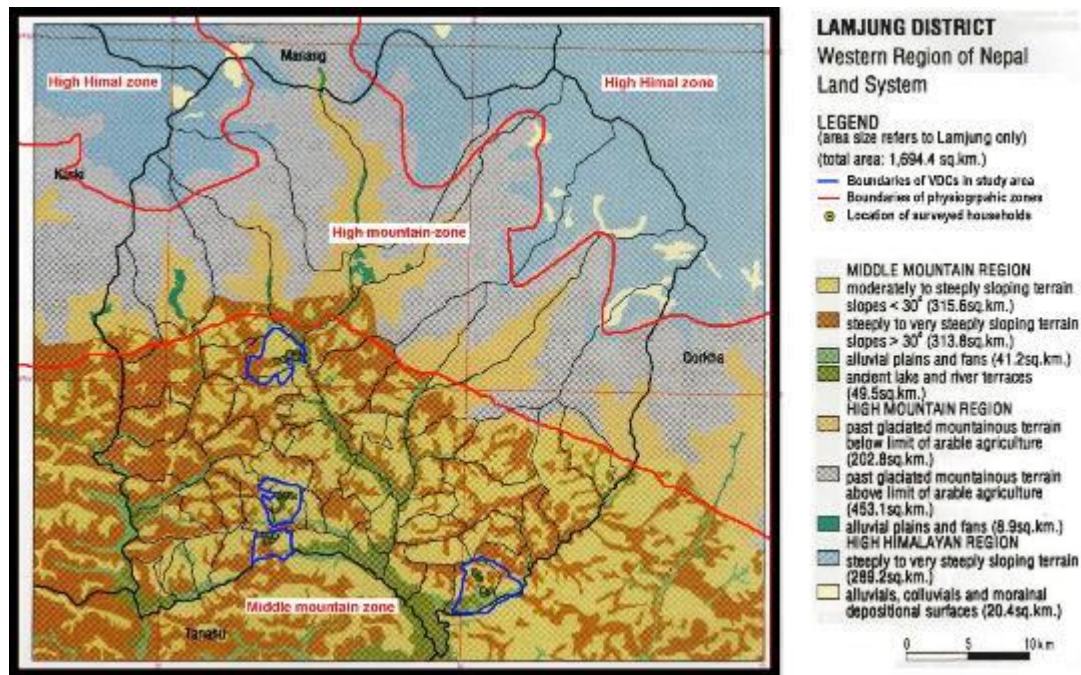 Manang
High Himal zone
High Himal zone
Kaski
High mountain zone
Gorkha
Middle mountain zone
Tanahu
LAMJUNG DISTRICT
Western Region of Nepal
Land System
LEGEND
(area size refers to Lamjung only)
(total area: 1,694.4 sq.km.)
Boundaries of VDCs in study area
Boundaries of physiogrpahic zones
Location of surveyed households
MIDDLE MOUNTAIN REGION
moderately to steeply sloping terrain
slopes < 30° (315.6sq.km.)
steeply to very steeply sloping terrain
slopes > 30° (313.8sq.km.)
alluvial plains and fans (41.2sq.km.)
ancient lake and river terraces
(49.5sq.km.)
HIGH MOUNTAIN REGION
past glaciated mountainous terrain
below limit of arable agriculture
(202.8sq.km.)
past glaciated mountainous terrain
above limit of arable agriculture
(453.1sq.km.)
alluvial plains and fans (8.9sq.km.)
HIGH HIMALAYAN REGION
steeply to very steeply sloping terrain
(289.2sq.km.)
alluvials, colluvials and morainal
depositional surfaces (20.4sq.km.)
0 5 10km